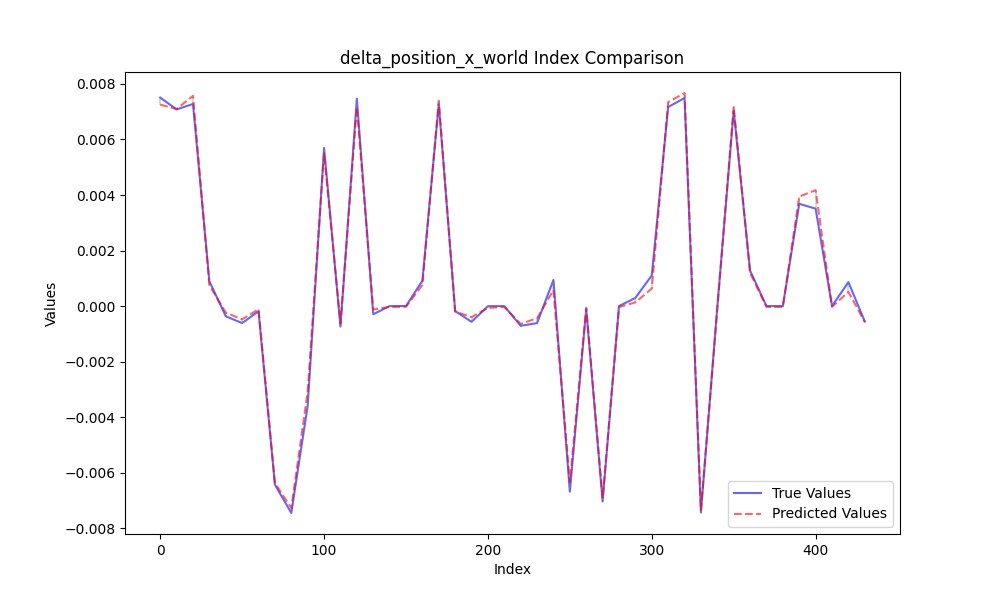 delta_position_x_world Index Comparison
0.008
0.006
0.004
0.002
0.000
−0.002
−0.004
−0.006
−0.008
Values
0
100
200
300
400
Index
True Values
Predicted Values